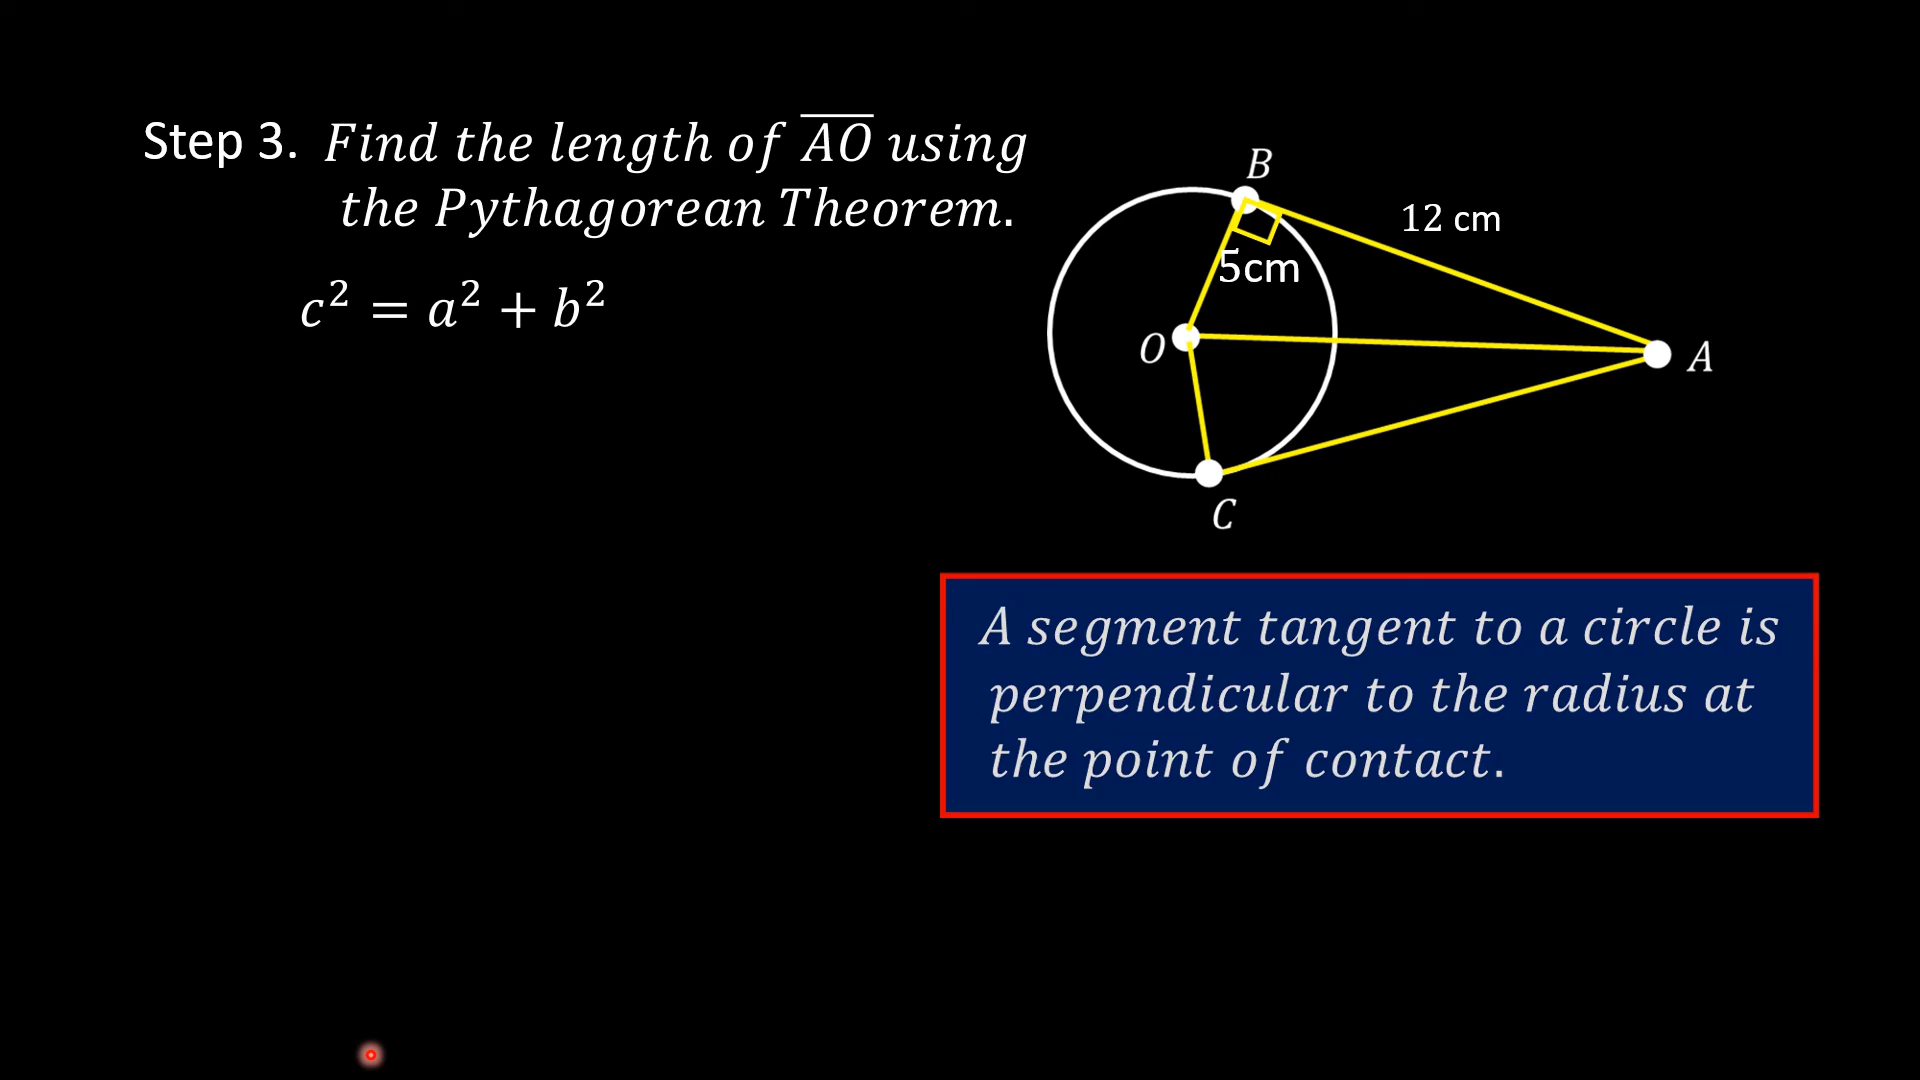 Step 3. Find the length of A̅O̅ using
the Pythagorean Theorem.
c² = a² + b²
B
12 cm
5cm
O
A
C
A segment tangent to a circle is
perpendicular to the radius at
the point of contact.